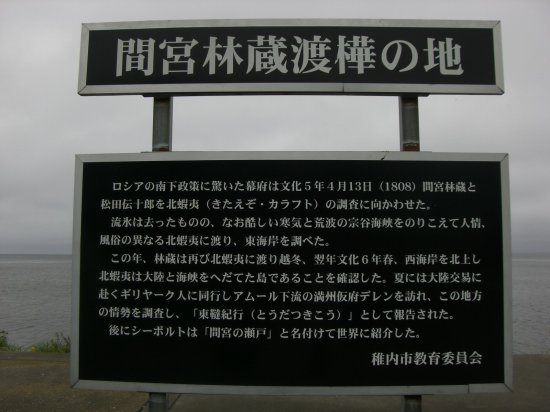 間宮林蔵渡樺の地
ロシアの南下政策に驚いた幕府は文化5年4月13日（1808）間宮林蔵と
松田伝十郎を北蝦夷（きたえぞ・カラフト）の調査に向かわせた。
流氷は去ったものの、なお酷しい寒気と荒波の宗谷海峡をのりこえて人情、
風俗の異なる北蝦夷に渡り、東海岸を調べた。
この年、林蔵は再び北蝦夷に渡り越冬、翌年文化6年春、西海岸を北上し
北蝦夷は大陸と海峡をへだてた島であることを確認した。夏には大陸交易に
赴くギリヤーク人に同行しアムール下流の満州仮府デレンを訪れ、この地方
の情勢を調査し、「東韃紀行（とうだつきこう）」として報告された。
後にシーボルトは「間宮の瀬戸」と名付けて世界に紹介した。
稚内市教育委員会